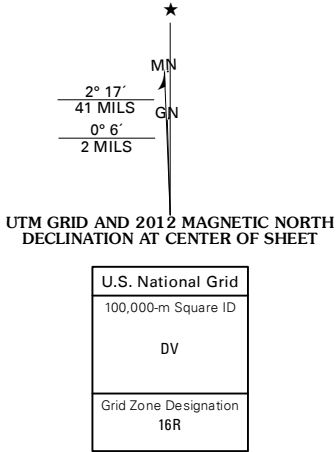 ★
MN
2° 17´
41 MILS
GN
0° 6´
2 MILS
UTM GRID AND 2012 MAGNETIC NORTH
DECLINATION AT CENTER OF SHEET
U.S. National Grid
100,000-m Square ID
DV
Grid Zone Designation
16R